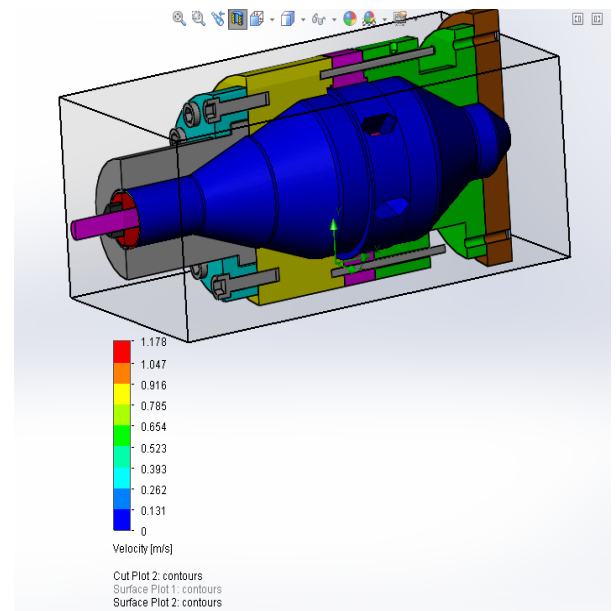 1.178
1.047
0.916
0.785
0.654
0.523
0.393
0.262
0.131
0
Velocity [m/s]
Cut Plot 2: contours
Surface Plot 1: contours
Surface Plot 2: contours